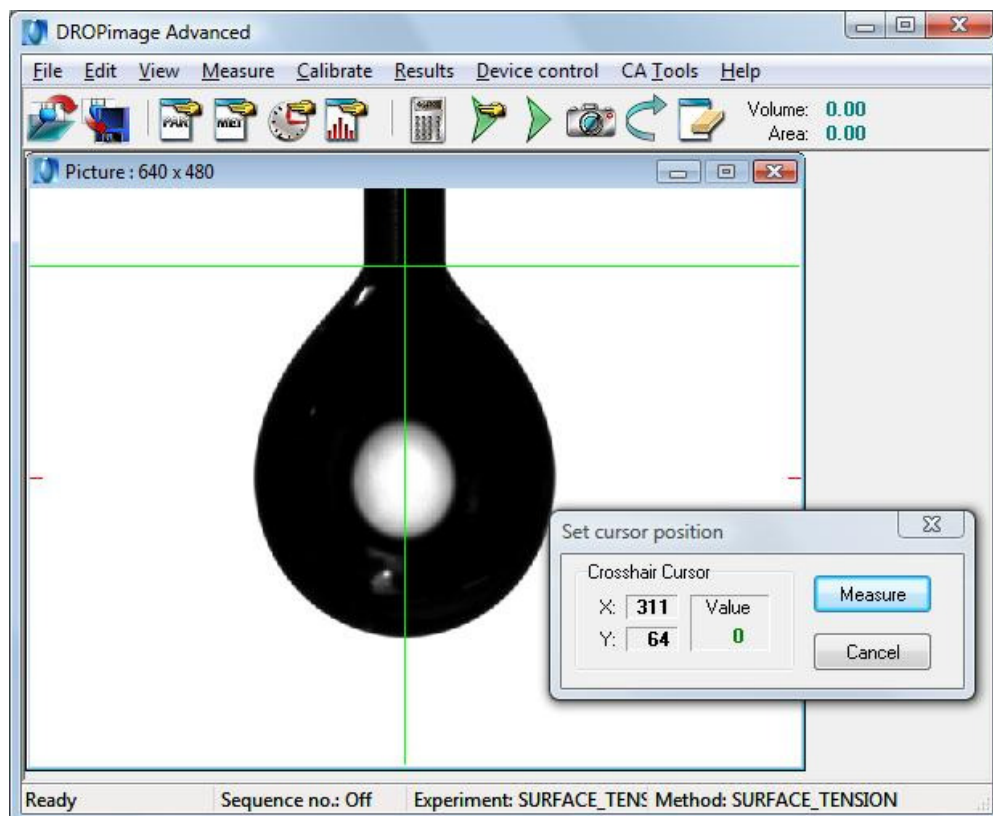 DROPimage Advanced
File Edit View Measure Calibrate Results Device control CA Tools Help
PAR MET
Volume: 0.00
Area: 0.00
Picture : 640 x 480
Set cursor position
Crosshair Cursor
X: 311 Value
Y: 64 0
Measure
Cancel
Ready Sequence no.: Off Experiment: SURFACE_TENS Method: SURFACE_TENSION